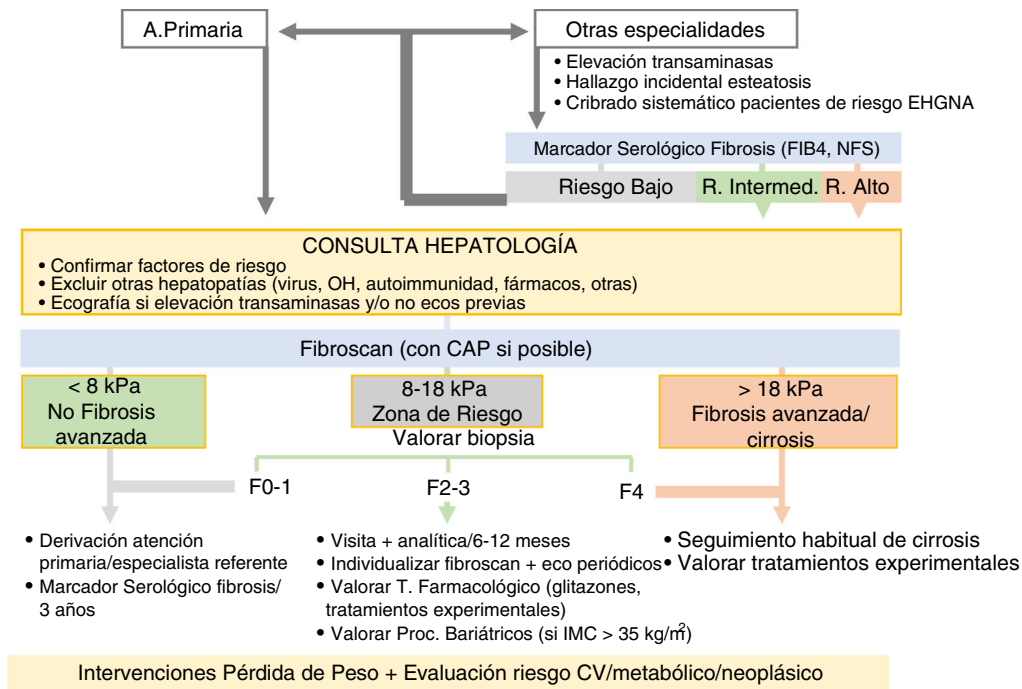 A.Primaria
Otras especialidades
• Elevación transaminasas
• Hallazgo incidental esteatosis
• Cribrado sistemático pacientes de riesgo EHGNA
Marcador Serológico Fibrosis (FIB4, NFS)
Riesgo Bajo
R. Intermed.
R. Alto
CONSULTA HEPATOLOGÍA
• Confirmar factores de riesgo
• Excluir otras hepatopatías (virus, OH, autoimmunidad, fármacos, otras)
• Ecografía si elevación transaminasas y/o no ecos previas
Fibroscan (con CAP si posible)
< 8 kPa
No Fibrosis
avanzada
8-18 kPa
Zona de Riesgo
Valorar biopsia
> 18 kPa
Fibrosis avanzada/
cirrosis
F0-1
F2-3
F4
• Derivación atención
primaria/especialista referente
• Marcador Serológico fibrosis/
3 años
• Visita + analítica/6-12 meses
• Individualizar fibroscan + eco periódicos
• Valorar T. Farmacológico (glitazones,
tratamientos experimentales)
• Valorar Proc. Bariátricos (si IMC > 35 kg/m²)
• Seguimiento habitual de cirrosis
• Valorar tratamientos experimentales
Intervenciones Pérdida de Peso + Evaluación riesgo CV/metabólico/neoplásico